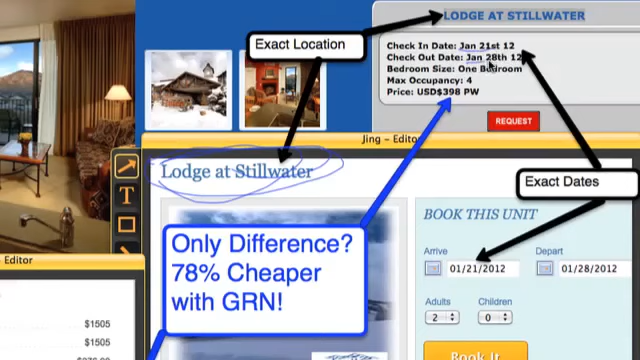 LODGE AT STILLWATER
Exact Location
Check In Date: Jan 21st 12
Check Out Date: Jan 28th 12
Bedroom Size: One Bedroom
Max Occupancy: 4
Price: USD$398 PW
REQUEST
Jing - Editor
Lodge at Stillwater
Exact Dates
T
BOOK THIS UNIT
Only Difference?
78% Cheaper
with GRN!
Arrive Depart
01/21/2012 01/28/2012
Adults Children
2 0
Book It
- Editor
$1505
$1505